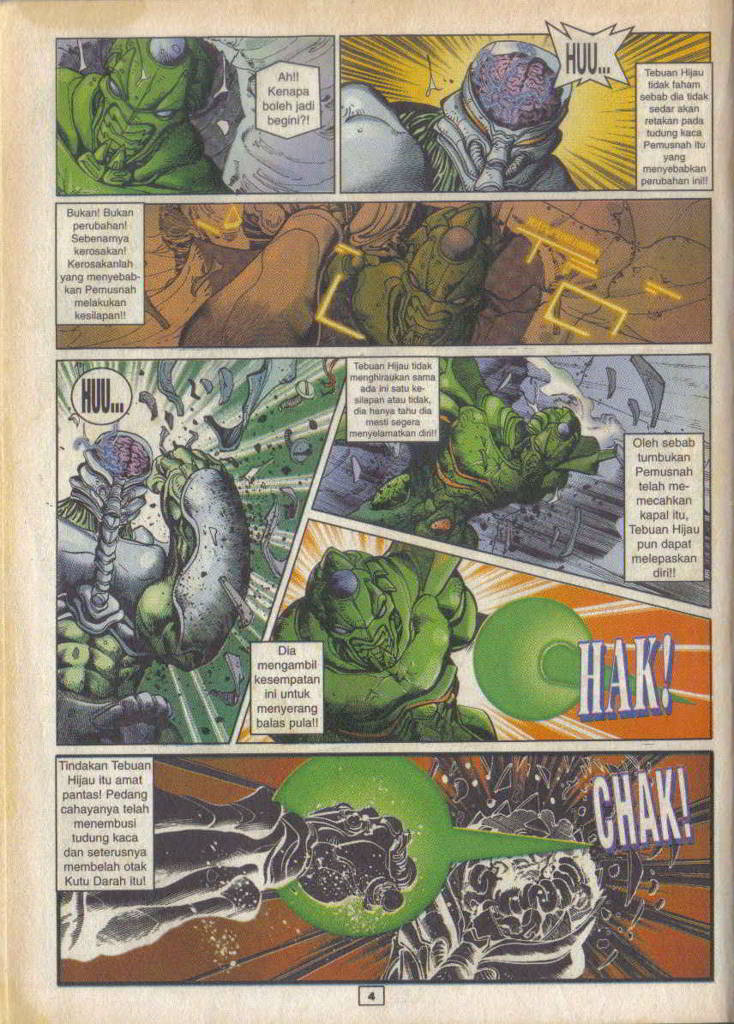 Ah!!
Kenapa
boleh jadi
begini?!
HUU...
Tebuan Hijau
tidak faham
sebab dia tidak
sedar akan
retakan pada
tudung kaca
Pemusnah itu
yang
menyebabkan
perubahan ini!!
Bukan! Bukan
perubahan!
Sebenarnya
kerosakan!
Kerosakanlah
yang menyebab-
kan Pemusnah
melakukan
kesilapan!!
HUU...
Tebuan Hijau tidak
menghiraukan sama
ada ini satu ke-
silapan atau tidak,
dia hanya tahu dia
mesti segera
menyelamatkan diri!!
Oleh sebab
tumbukan
Pemusnah
telah me-
mecahkan
kapal itu,
Tebuan Hijau
pun dapat
melepaskan
diri!!
Dia
mengambil
kesempatan
ini untuk
menyerang
balas pula!!
HAK!
Tindakan Tebuan
Hijau itu amat
pantas! Pedang
cahayanya telah
menembusi
tudung kaca
dan seterusnya
membelah otak
Kutu Darah itu!
CHAK!
4